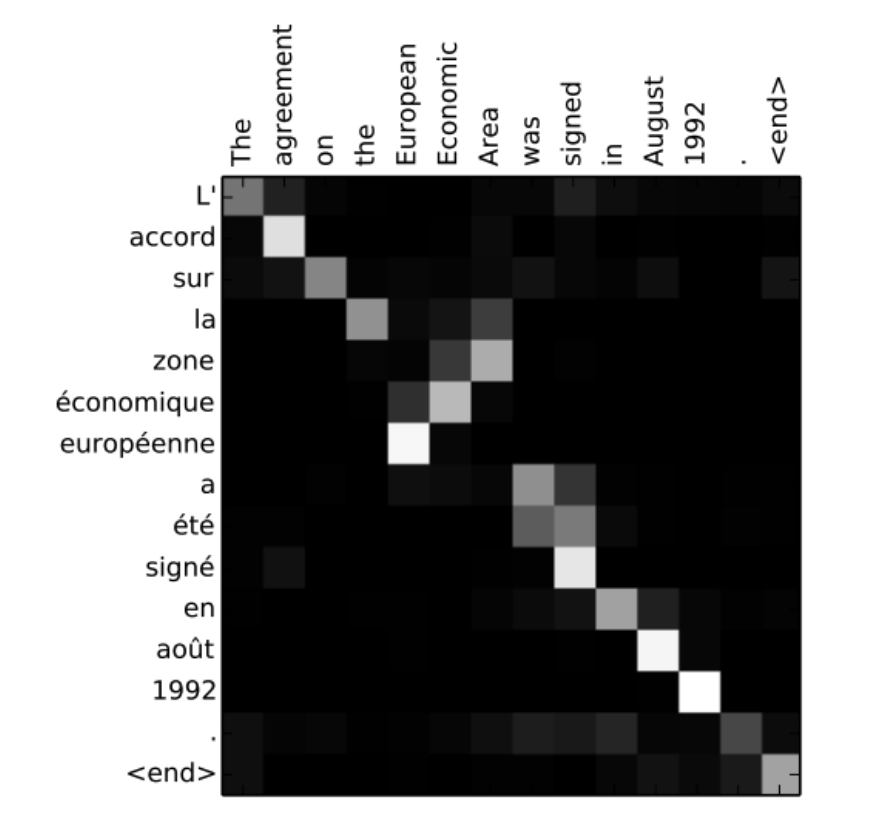 The agreement on the European Economic Area was signed in August 1992 . <end>
L'
accord
sur
la
zone
économique
européenne
a
été
signé
en
août
1992
.
<end>